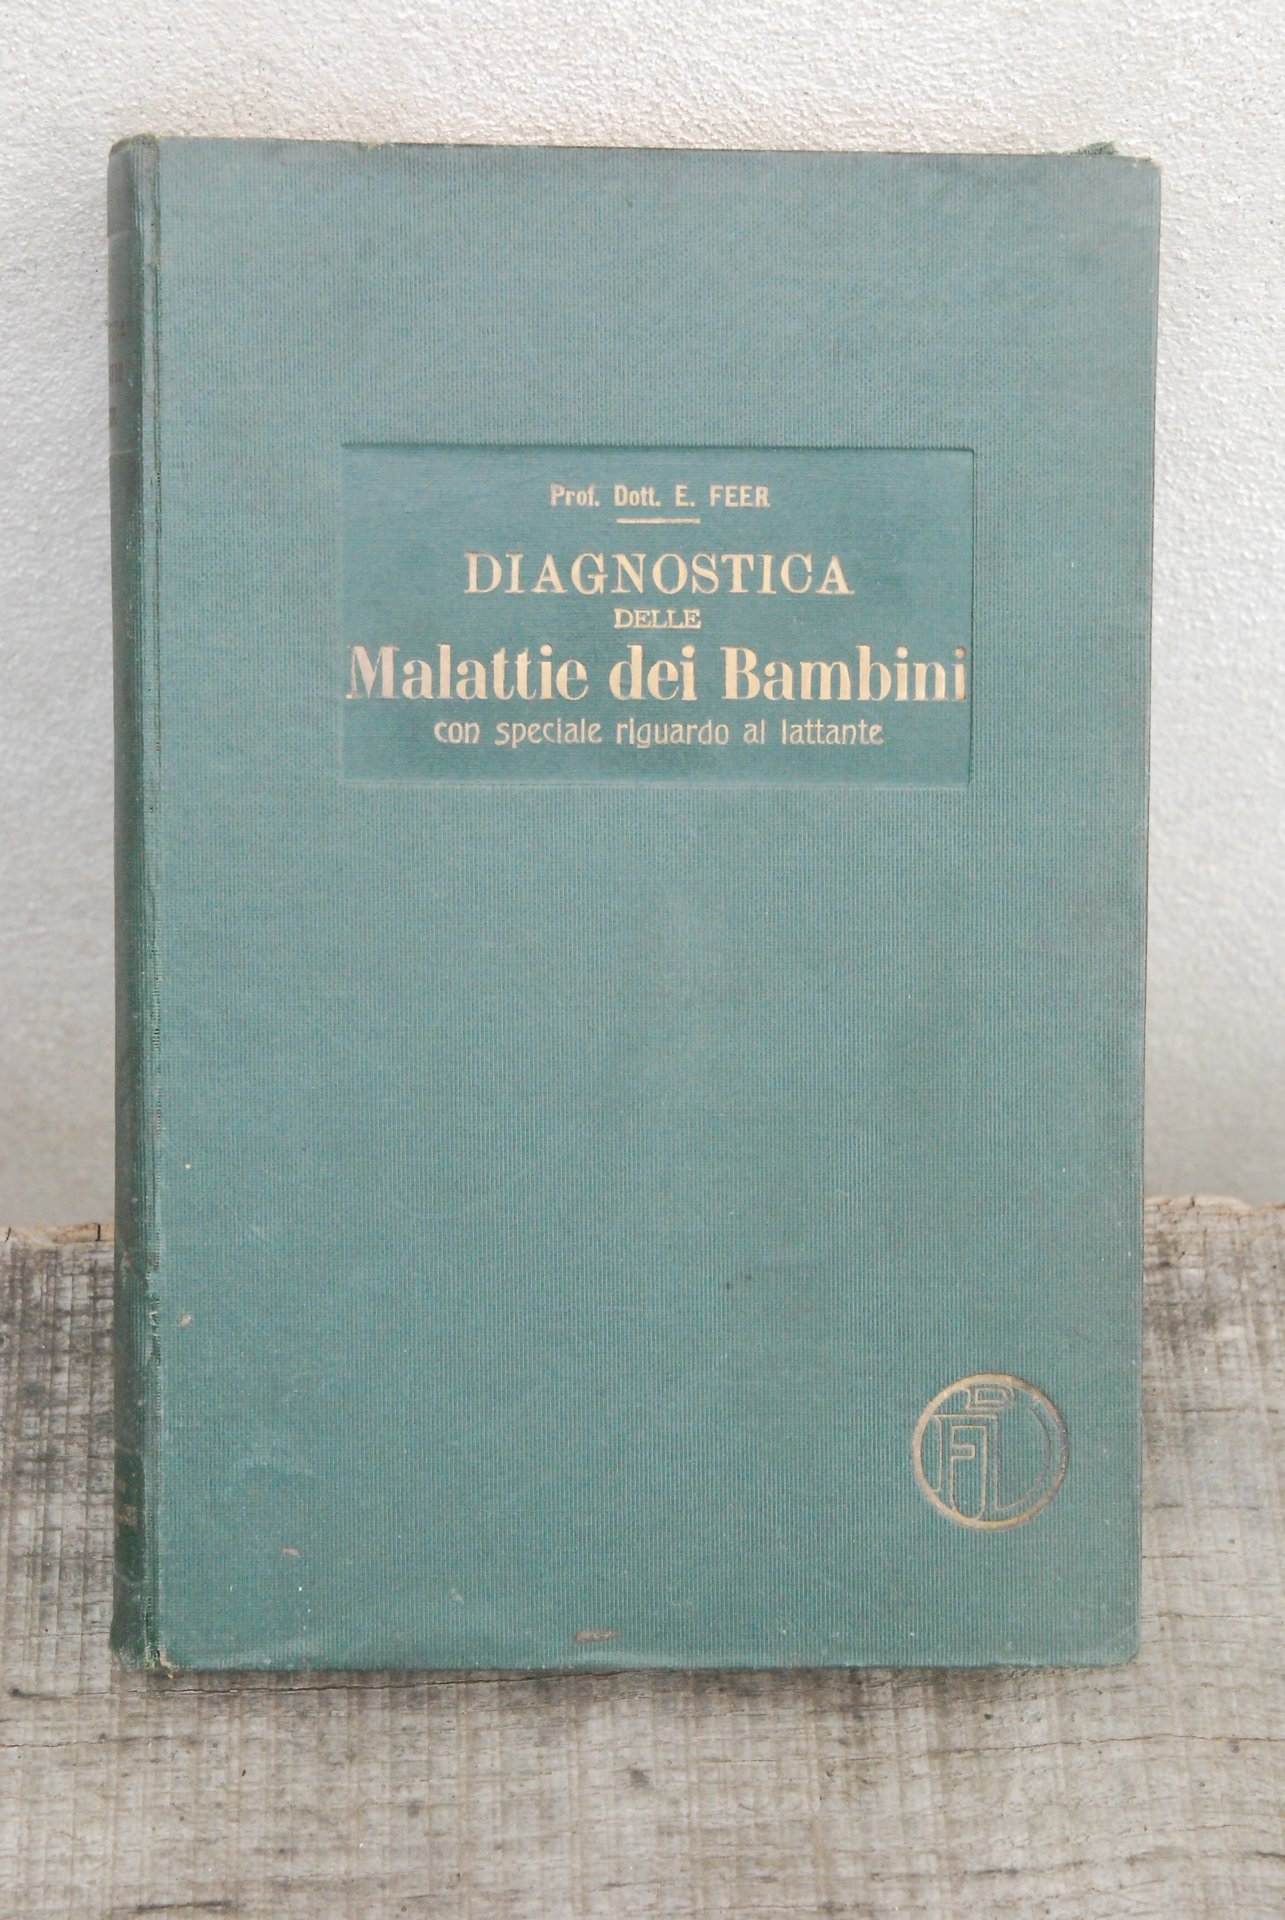 Prof. Dott. E. FEER
DIAGNOSTICA
DELLE
Malattie dei Bambini
con speciale riguardo al lattante